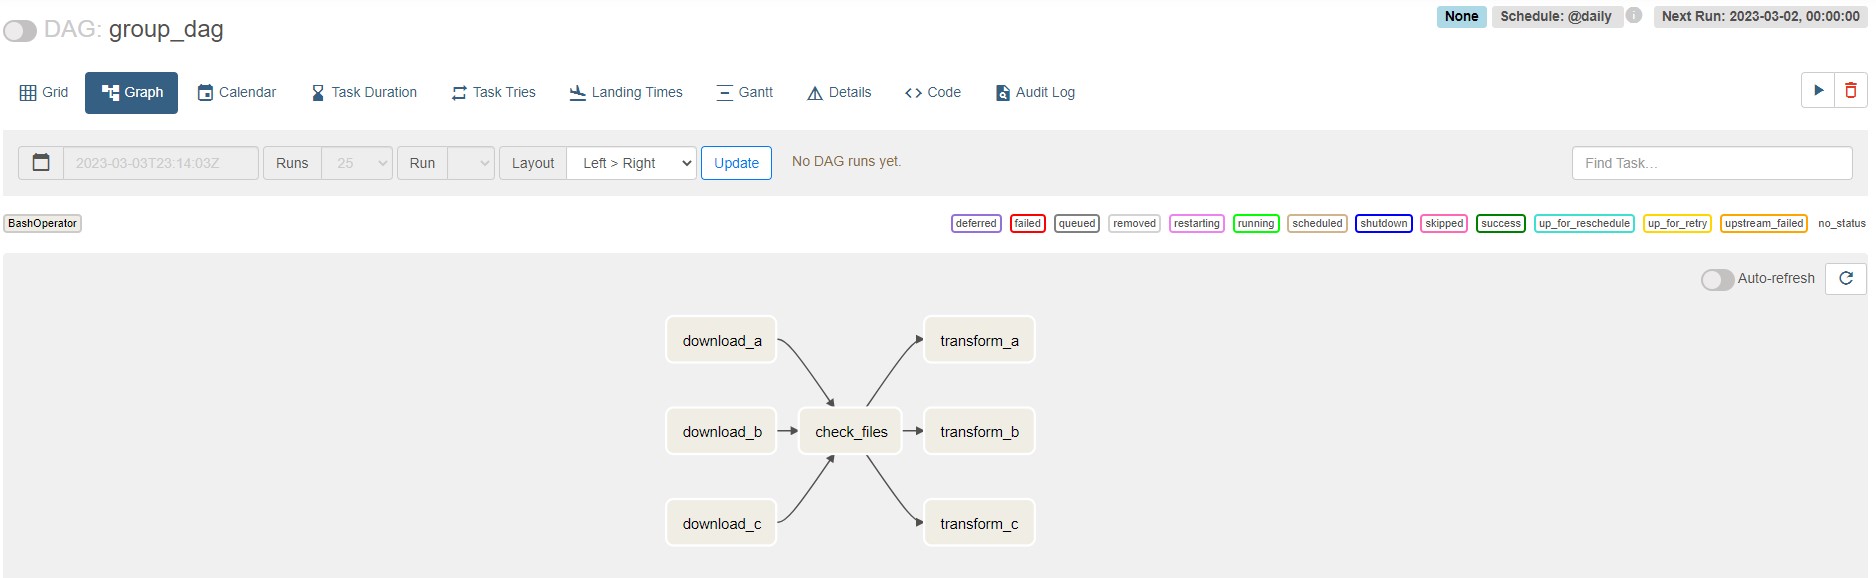 DAG: group_dag
None Schedule: @daily Next Run: 2023-03-02, 00:00:00
Grid Graph Calendar Task Duration Task Tries Landing Times Gantt Details Code Audit Log
2023-03-03T23:14:03Z Runs 25 Run Layout Left > Right Update No DAG runs yet. Find Task...
BashOperator deferred failed queued removed restarting running scheduled shutdown skipped success up_for_reschedule up_for_retry upstream_failed no_status
Auto-refresh
download_a transform_a
download_b check_files transform_b
download_c transform_c